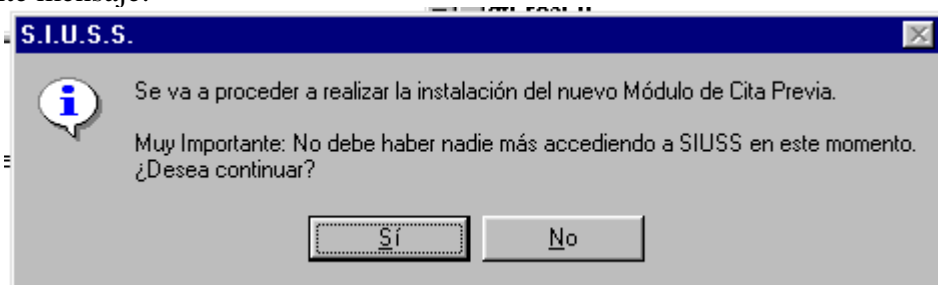 mensaje:
S.I.U.S.S.
Se va a proceder a realizar la instalación del nuevo Módulo de Cita Previa.
Muy Importante: No debe haber nadie más accediendo a SIUSS en este momento.
¿Desea continuar?
Sí
No